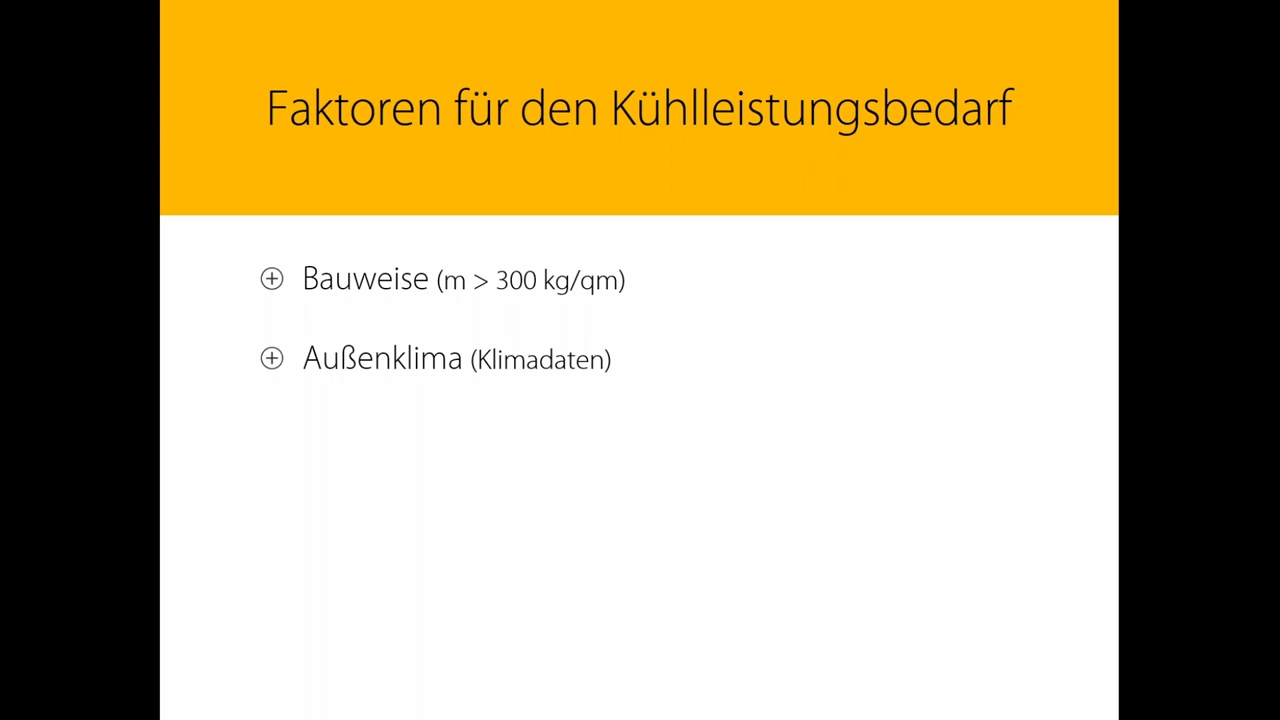 Faktoren für den Kühlleistungsbedarf
Bauweise (m > 300 kg/qm)
Außenklima (Klimadaten)